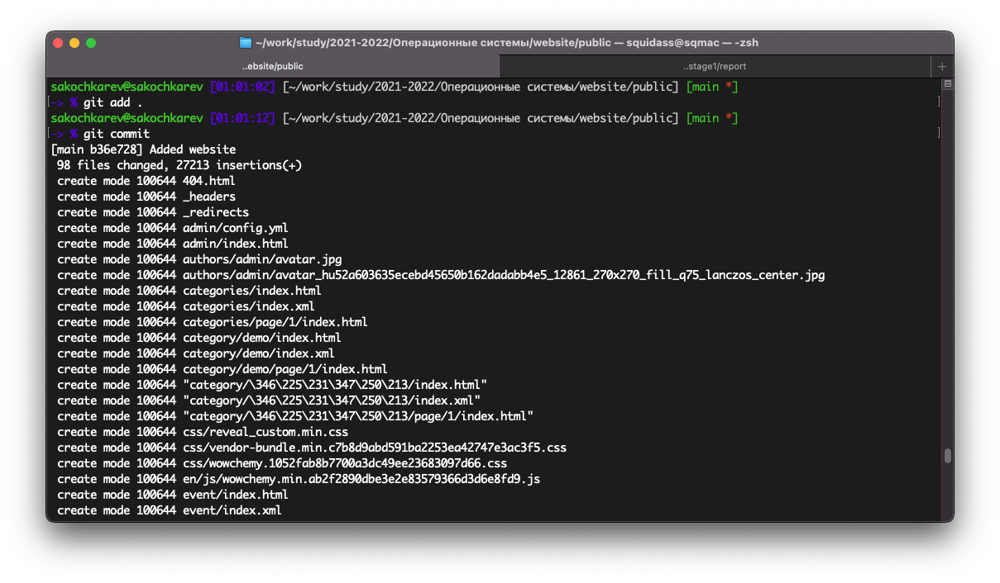 ~/work/study/2021-2022/Операционные системы/website/public — squidass@sqmac — -zsh
..ebsite/public ..stage1/report +
sakochkarev@sakochkarev [01:01:02] [~/work/study/2021-2022/Операционные системы/website/public] [main *]
[-> % git add . ]
sakochkarev@sakochkarev [01:01:12] [~/work/study/2021-2022/Операционные системы/website/public] [main *]
[-> % git commit ]
[main b36e728] Added website
98 files changed, 27213 insertions(+)
create mode 100644 404.html
create mode 100644 _headers
create mode 100644 _redirects
create mode 100644 admin/config.yml
create mode 100644 admin/index.html
create mode 100644 authors/admin/avatar.jpg
create mode 100644 authors/admin/avatar_hu52a603635ecebd45650b162dadabb4e5_12861_270x270_fill_q75_lanczos_center.jpg
create mode 100644 categories/index.html
create mode 100644 categories/index.xml
create mode 100644 categories/page/1/index.html
create mode 100644 category/demo/index.html
create mode 100644 category/demo/index.xml
create mode 100644 category/demo/page/1/index.html
create mode 100644 "category/\346\225\231\347\250\213/index.html"
create mode 100644 "category/\346\225\231\347\250\213/index.xml"
create mode 100644 "category/\346\225\231\347\250\213/page/1/index.html"
create mode 100644 css/reveal_custom.min.css
create mode 100644 css/vendor-bundle.min.c7b8d9abd591ba2253ea42747e3ac3f5.css
create mode 100644 css/wowchemy.1052fab8b7700a3dc49ee23683097d66.css
create mode 100644 en/js/wowchemy.min.ab2f2890dbe3e2e83579366d3d6e8fd9.js
create mode 100644 event/index.html
create mode 100644 event/index.xml